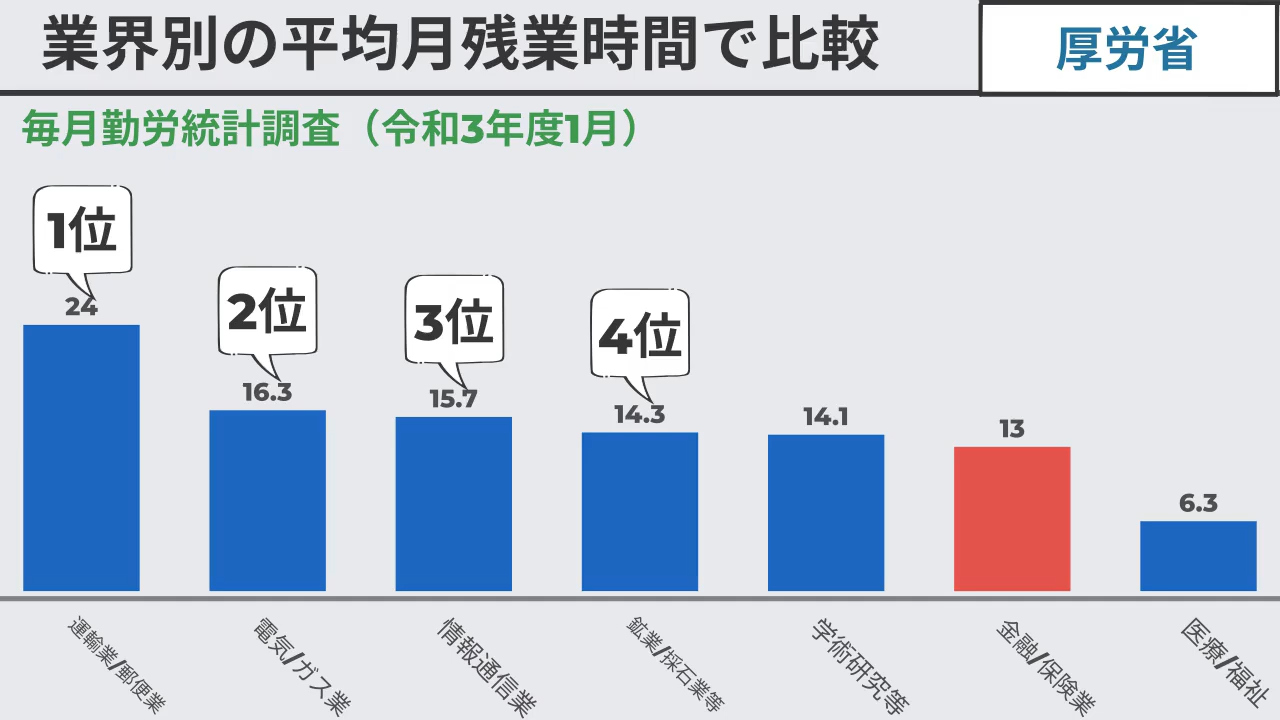 業界別の平均月残業時間で比較
厚労省
毎月勤労統計調査（令和3年度1月）
1位
24
2位
16.3
3位
15.7
4位
14.3
14.1
13
6.3
運輸業/郵便業
電気/ガス業
情報通信業
鉱業/採石業等
学術研究等
金融/保険業
医療/福祉